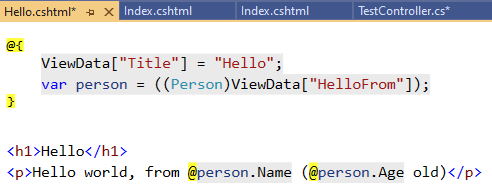 Hello.cshtml* Index.cshtml Index.cshtml TestController.cs*
@{
ViewData["Title"] = "Hello";
var person = ((Person)ViewData["HelloFrom"]);
}
<h1>Hello</h1>
<p>Hello world, from @person.Name (@person.Age old)</p>